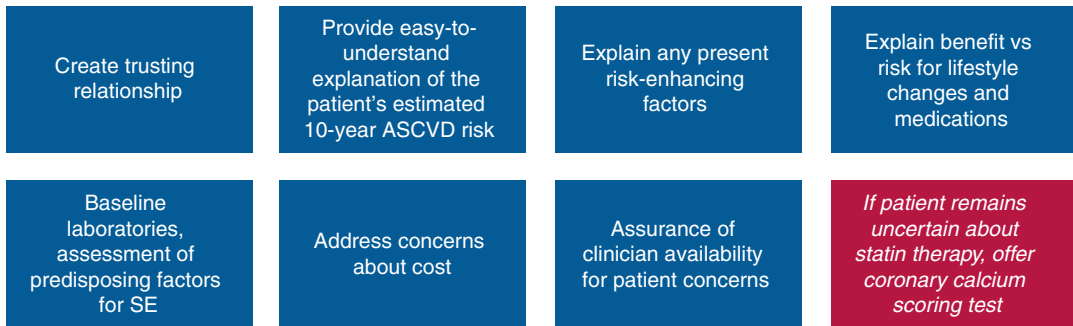 Create trusting
relationship
Provide easy-to-
understand
explanation of the
patient's estimated
10-year ASCVD risk
Explain any present
risk-enhancing
factors
Explain benefit vs
risk for lifestyle
changes and
medications
Baseline
laboratories,
assessment of
predisposing factors
for SE
Address concerns
about cost
Assurance of
clinician availability
for patient concerns
If patient remains
uncertain about
statin therapy, offer
coronary calcium
scoring test